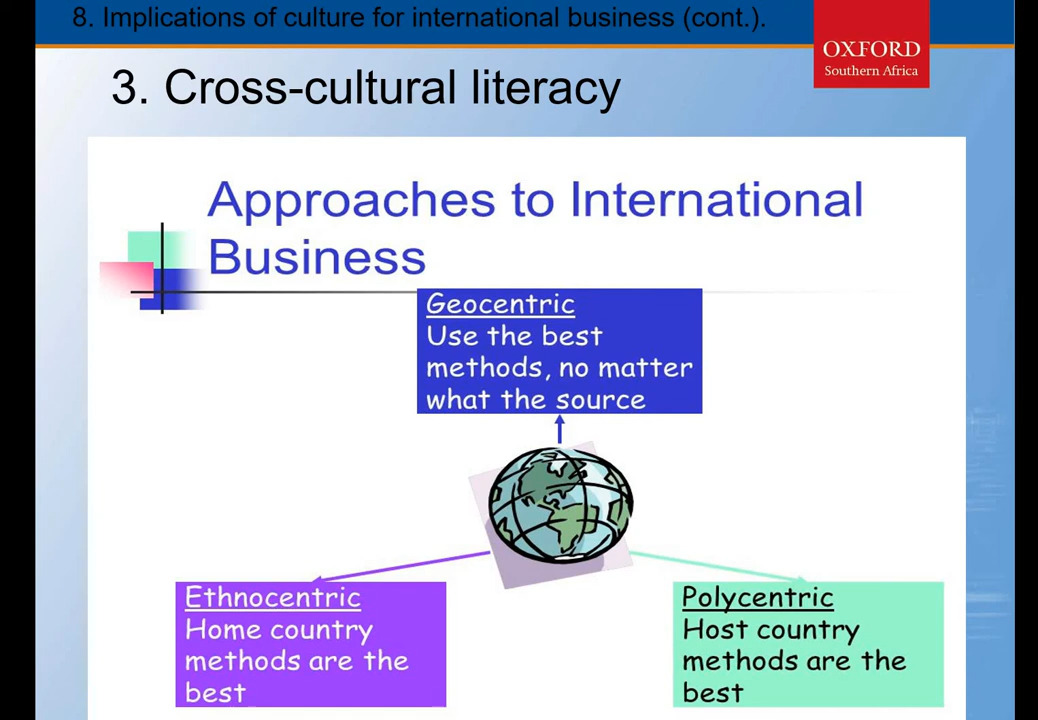 8. Implications of culture for international business (cont.).
OXFORD
Southern Africa
3. Cross-cultural literacy
Approaches to International
Business
Geocentric
Use the best
methods, no matter
what the source
Ethnocentric
Home country
methods are the
best
Polycentric
Host country
methods are the
best